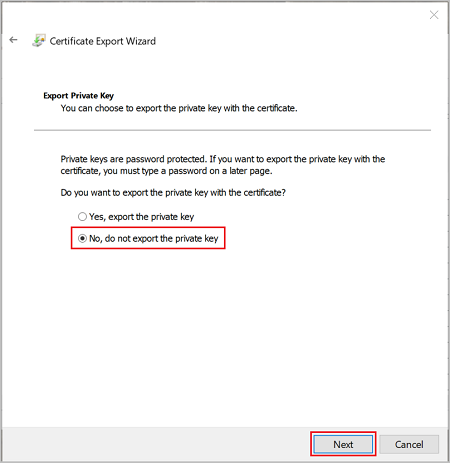 Certificate Export Wizard
Export Private Key
You can choose to export the private key with the certificate.
Private keys are password protected. If you want to export the private key with the
certificate, you must type a password on a later page.
Do you want to export the private key with the certificate?
Yes, export the private key
No, do not export the private key
Next
Cancel